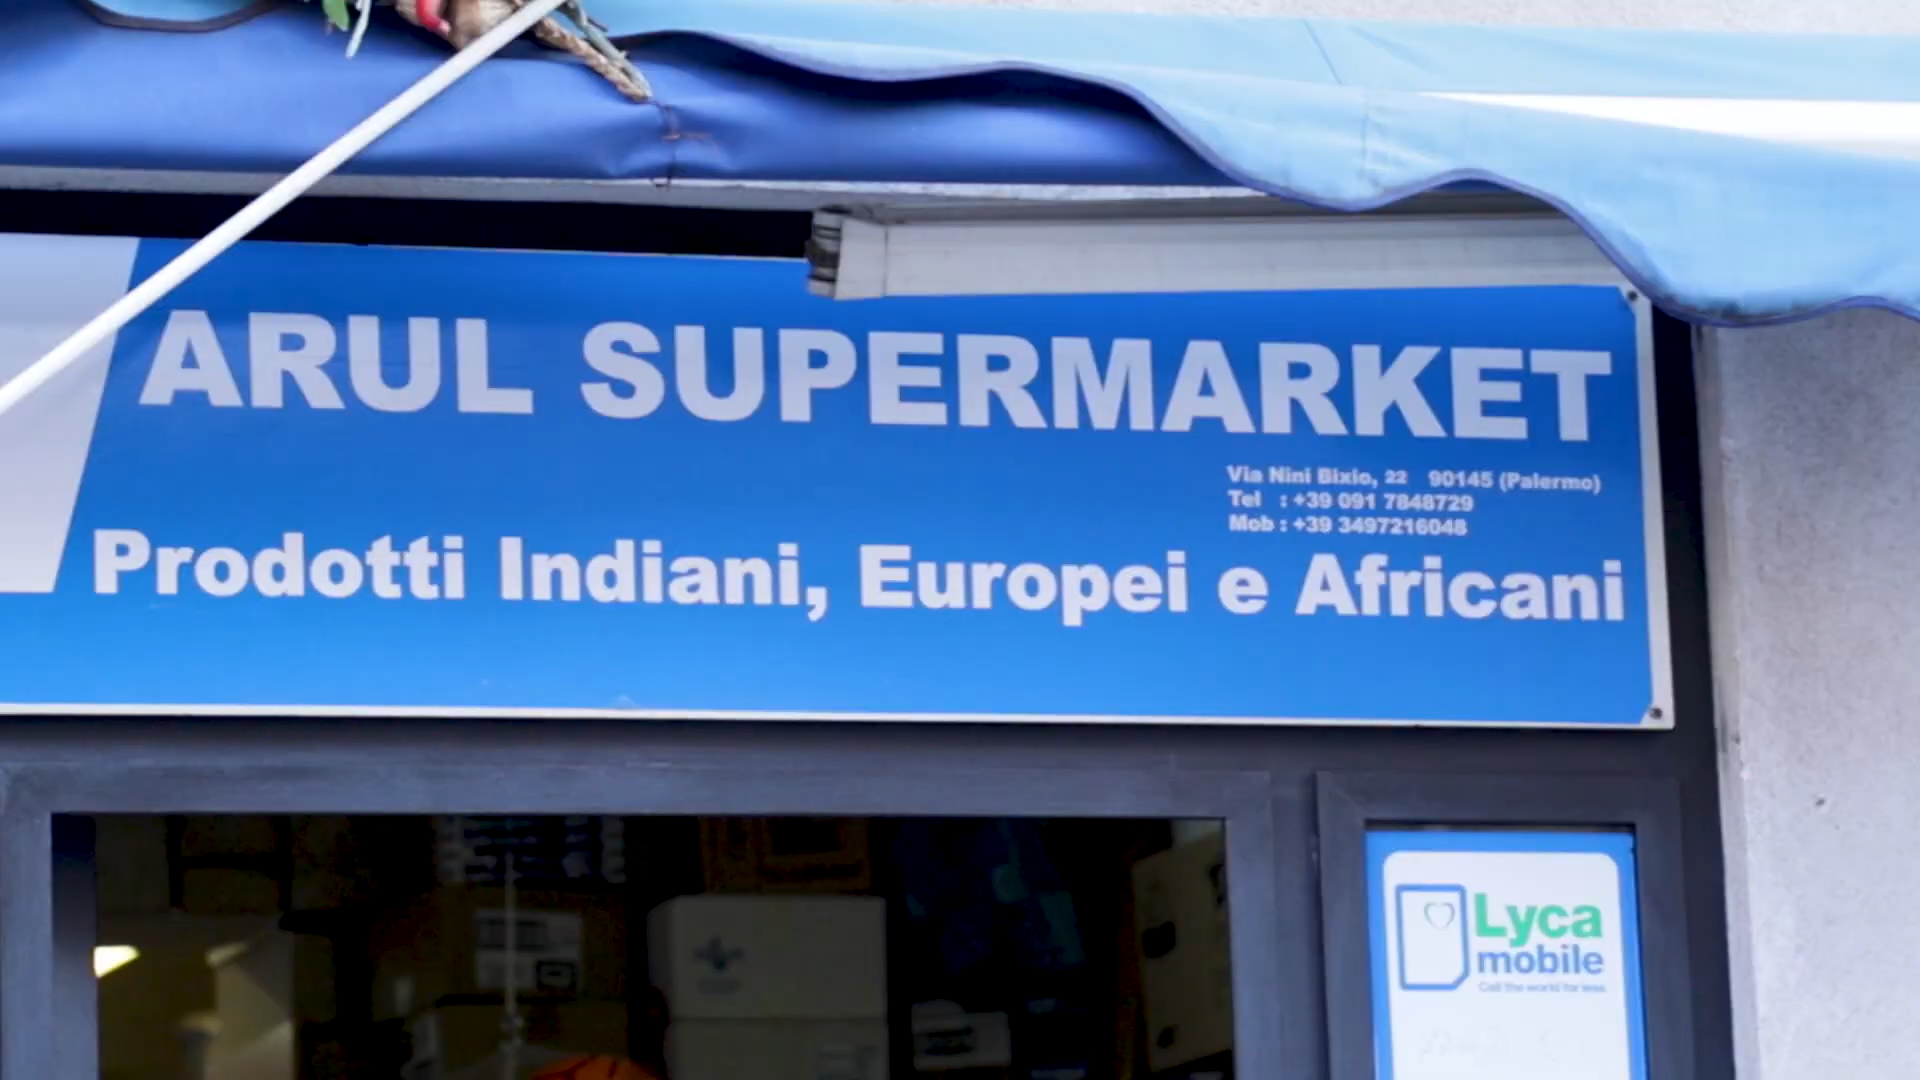 ARUL SUPERMARKET
Via Nini Bixio, 22 90145 (Palermo)
Tel : +39 091 7848729
Mob : +39 3497216048
Prodotti Indiani, Europei e Africani
Lyca
mobile
Call the world for less